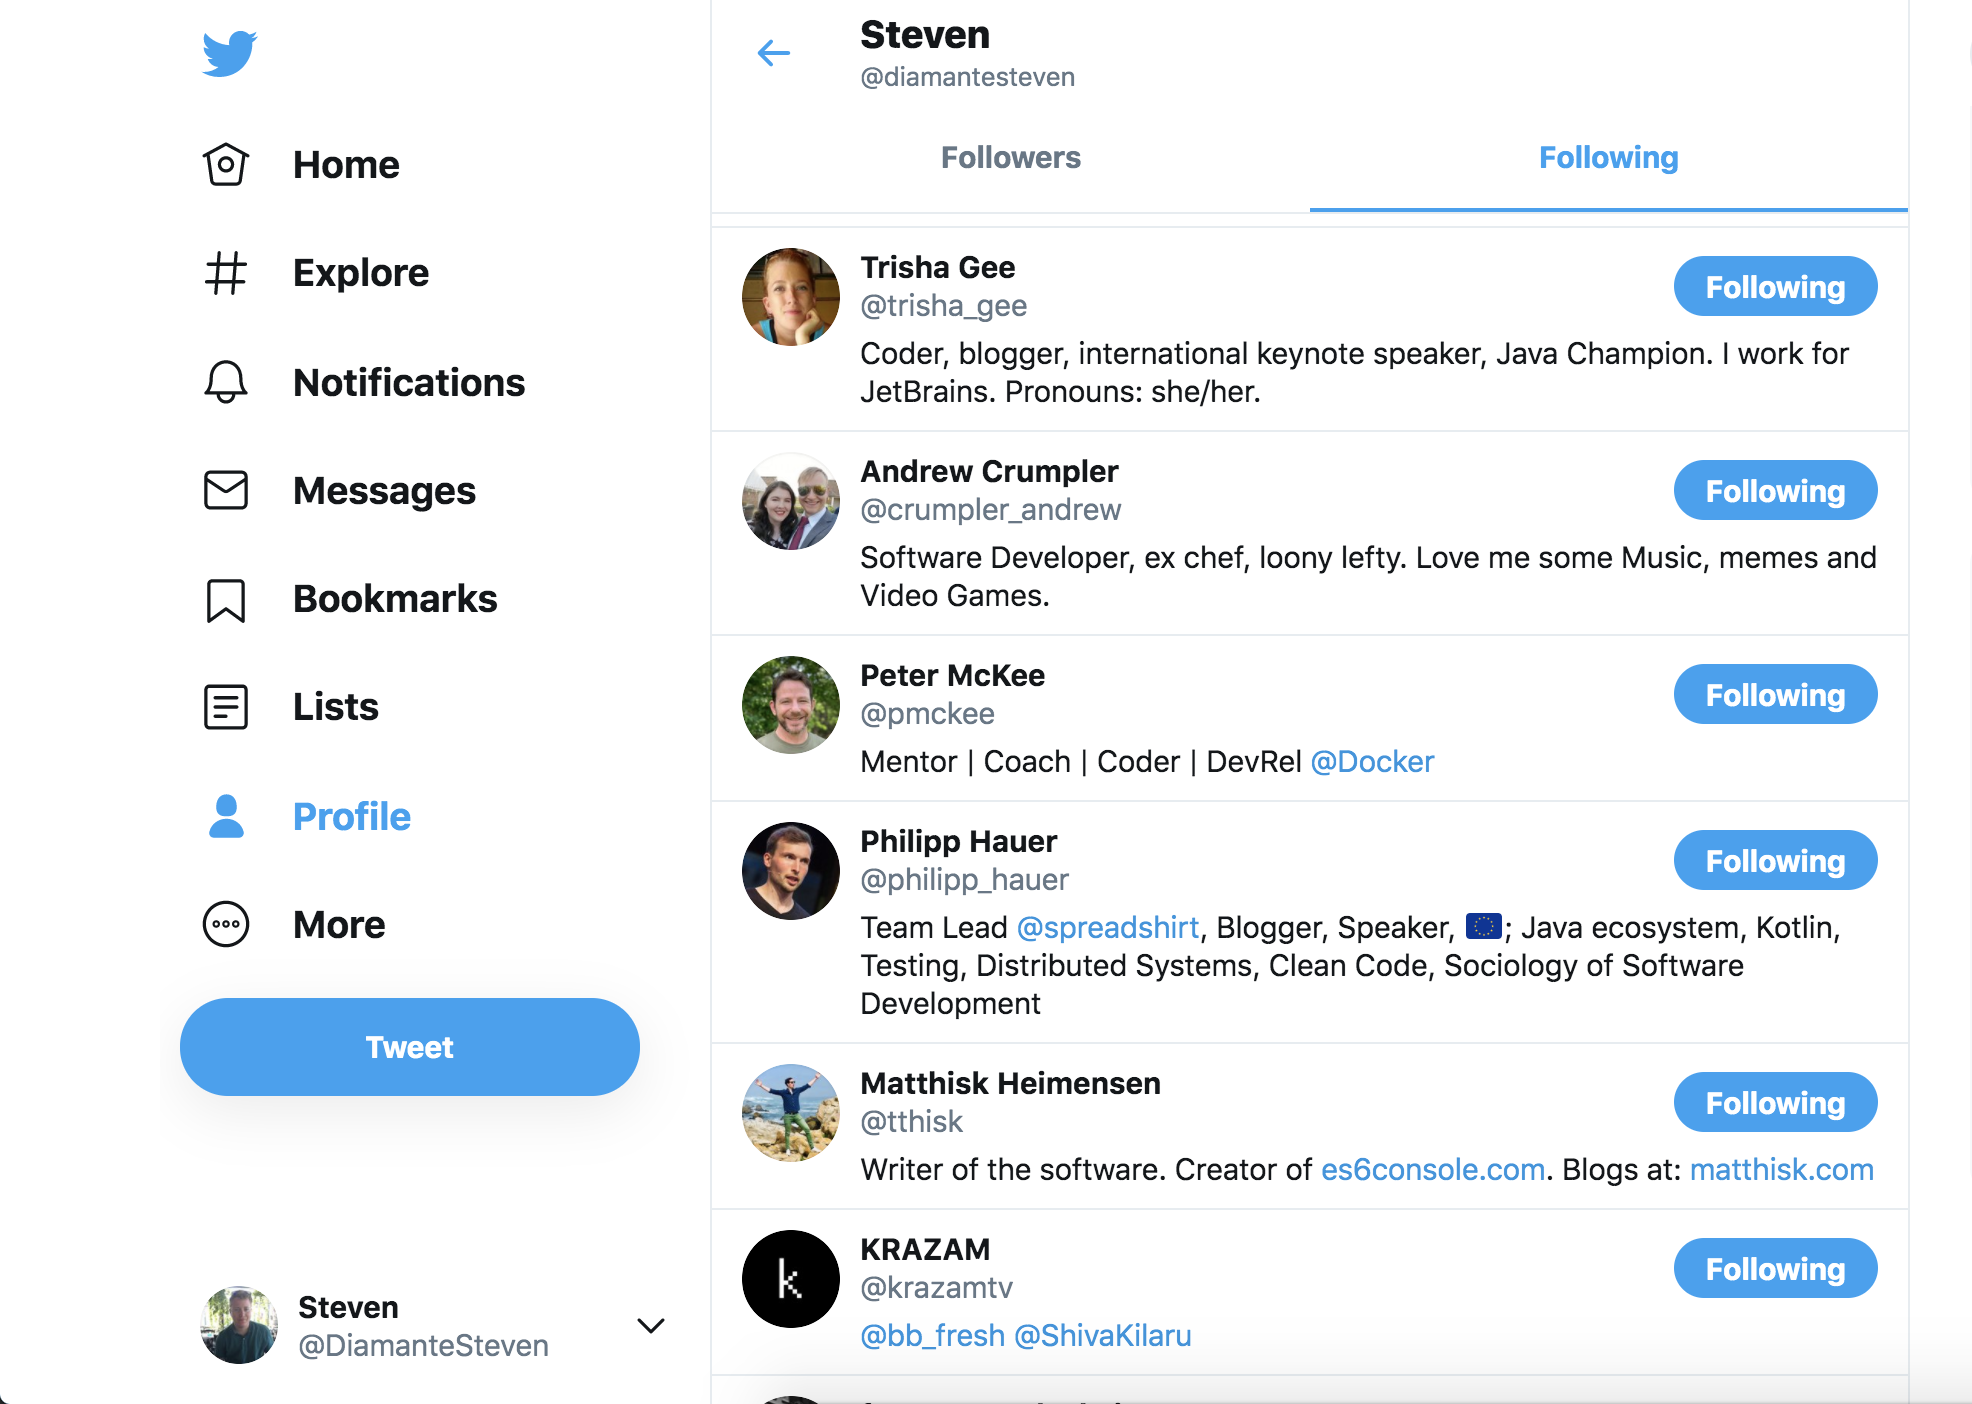 Home
Explore
Notifications
Messages
Bookmarks
Lists
Profile
More
Tweet
Steven
@DiamanteSteven
Steven
@diamantesteven
Followers
Following
Trisha Gee
@trisha_gee
Following
Coder, blogger, international keynote speaker, Java Champion. I work for
JetBrains. Pronouns: she/her.
Andrew Crumpler
@crumpler_andrew
Following
Software Developer, ex chef, loony lefty. Love me some Music, memes and
Video Games.
Peter McKee
@pmckee
Following
Mentor | Coach | Coder | DevRel @Docker
Philipp Hauer
@philipp_hauer
Following
Team Lead @spreadshirt, Blogger, Speaker, 🇪🇺; Java ecosystem, Kotlin,
Testing, Distributed Systems, Clean Code, Sociology of Software
Development
Matthisk Heimensen
@tthisk
Following
Writer of the software. Creator of es6console.com. Blogs at: matthisk.com
k
KRAZAM
@krazamtv
Following
@bb_fresh @ShivaKilaru